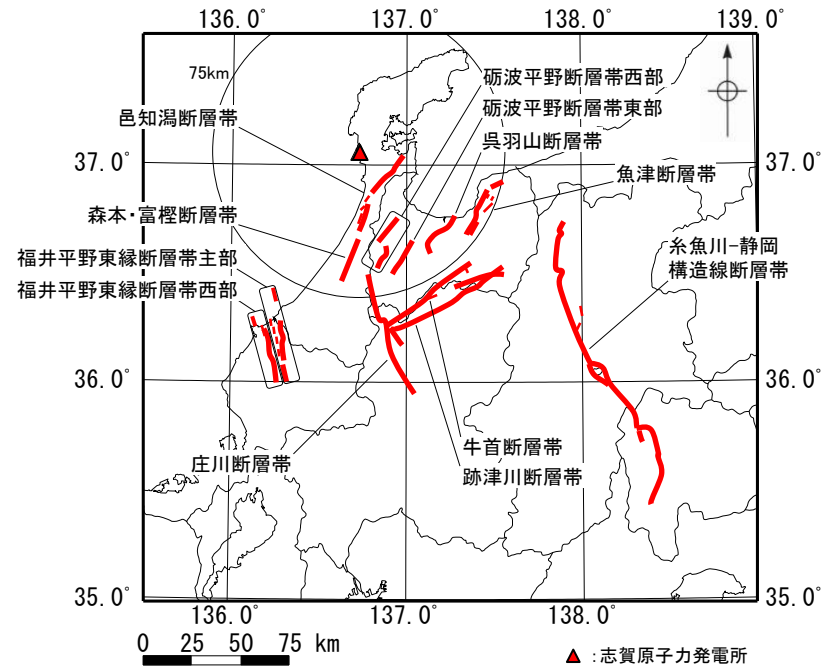 136.0° 137.0° 138.0° 139.0°
75km
砺波平野断層帯西部
砺波平野断層帯東部
呉羽山断層帯
邑知潟断層帯
37.0° 37.0°
魚津断層帯
森本・富樫断層帯
福井平野東縁断層帯主部
糸魚川-静岡
構造線断層帯
福井平野東縁断層帯西部
36.0° 36.0°
牛首断層帯
庄川断層帯
跡津川断層帯
35.0° 35.0°
136.0° 137.0° 138.0°
0 25 50 75 km
:志賀原子力発電所